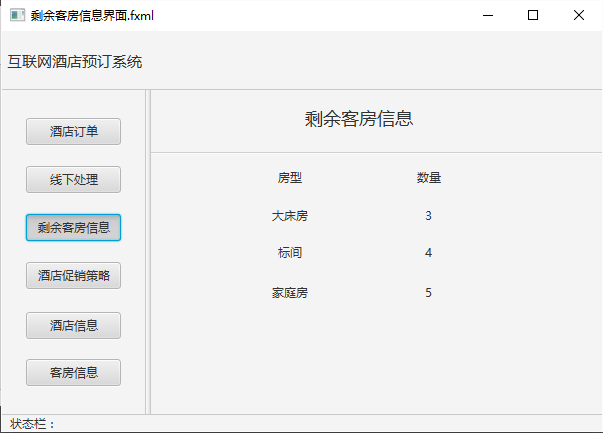 剩余客房信息界面.fxml
互联网酒店预订系统
酒店订单
线下处理
剩余客房信息
酒店促销策略
酒店信息
客房信息
剩余客房信息
房型 数量
大床房 3
标间 4
家庭房 5
状态栏：